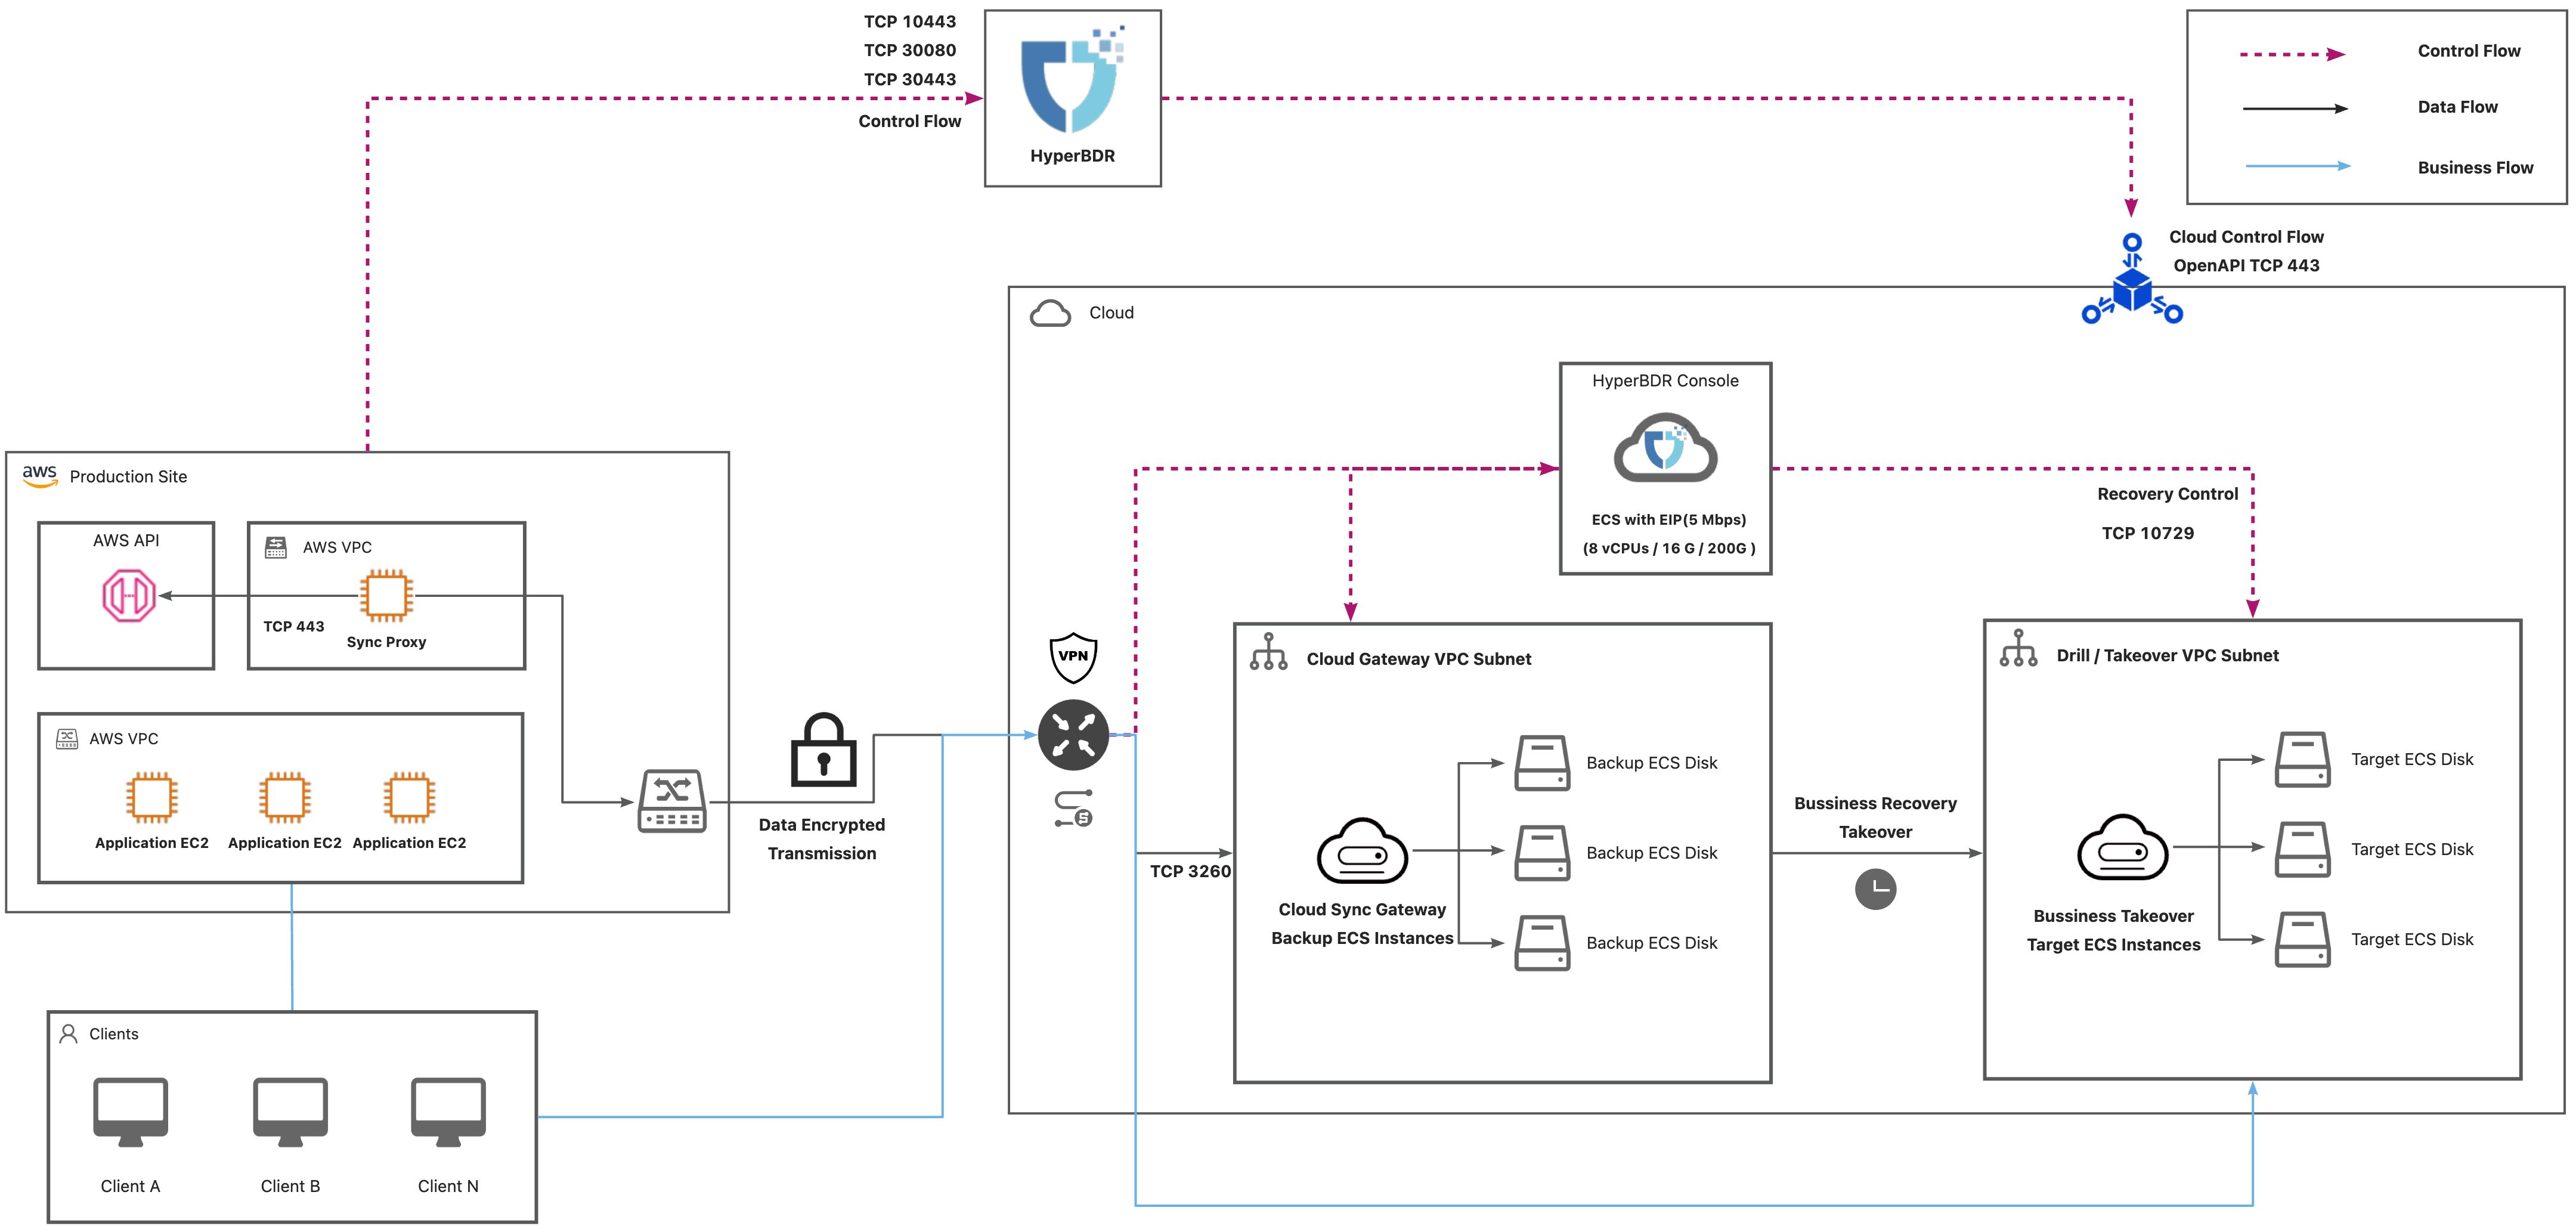 TCP 10443
TCP 30080
TCP 30443
Control Flow
HyperBDR
Control Flow
Data Flow
Business Flow
Cloud Control Flow
OpenAPI TCP 443
Cloud
HyperBDR Console
ECS with EIP(5 Mbps)
(8 vCPUs / 16 G / 200G )
Recovery Control
TCP 10729
aws
Production Site
AWS API
AWS VPC
TCP 443
Sync Proxy
AWS VPC
Application EC2
Application EC2
Application EC2
Data Encrypted
Transmission
VPN
S
TCP 3260
Cloud Gateway VPC Subnet
Cloud Sync Gateway
Backup ECS Instances
Backup ECS Disk
Backup ECS Disk
Backup ECS Disk
Bussiness Recovery
Takeover
Drill / Takeover VPC Subnet
Bussiness Takeover
Target ECS Instances
Target ECS Disk
Target ECS Disk
Target ECS Disk
Clients
Client A
Client B
Client N